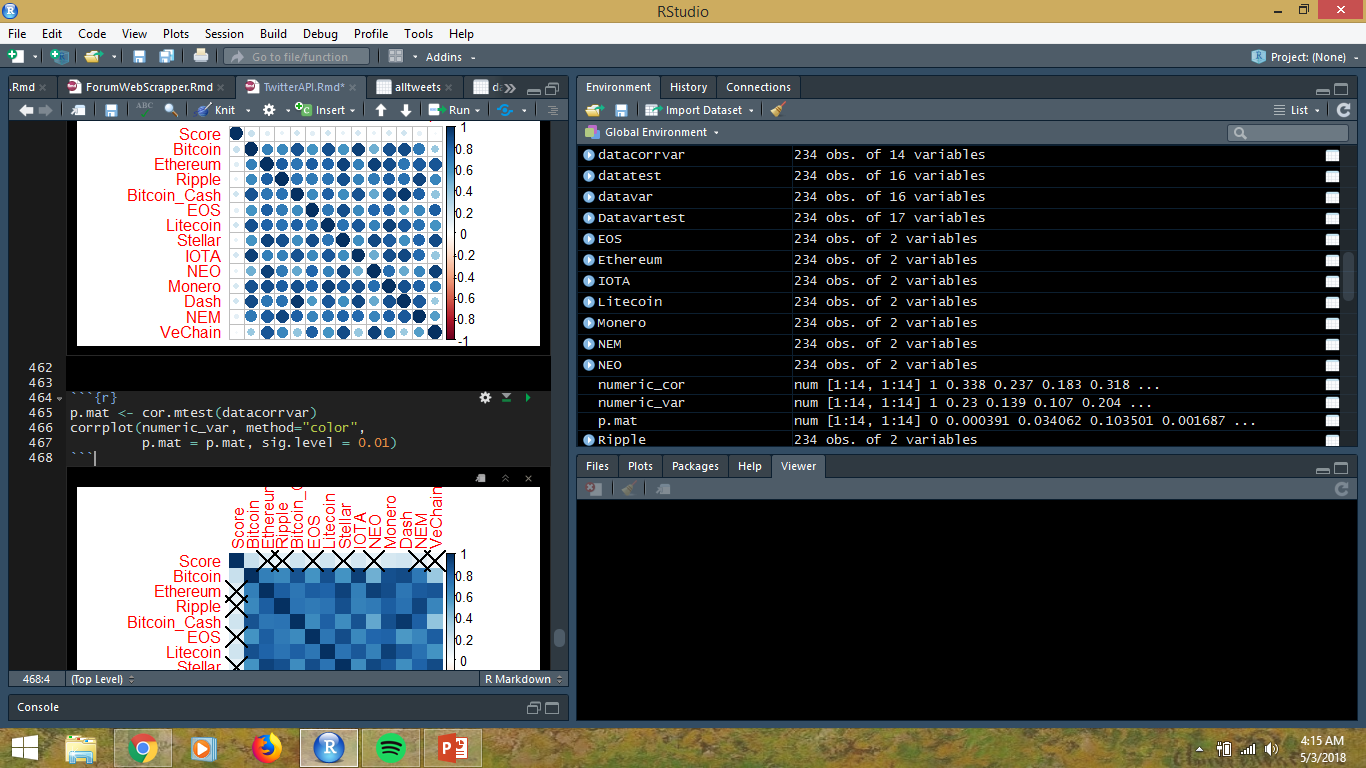 RStudio
File Edit Code View Plots Session Build Debug Profile Tools Help
Go to file/function Addins Project: (None)
.Rmd ForumWebScrapper.Rmd TwitterAPI.Rmd* alltweets
ABC Knit Insert Run
Score
Bitcoin
Ethereum
Ripple
Bitcoin_Cash
EOS
Litecoin
Stellar
IOTA
NEO
Monero
Dash
NEM
VeChain
1
0.8
0.6
0.4
0.2
0
-0.2
-0.4
-0.6
-0.8
-1
462
463
464 ```{r}
465 p.mat <- cor.mtest(datacorrvar)
466 corrplot(numeric_var, method="color",
467 p.mat = p.mat, sig.level = 0.01)
468 ```
Score Bitcoin Ethereum Ripple Bitcoin_C EOS Litecoin Stellar IOTA NEO Monero Dash NEM VeChain
Score
Bitcoin
Ethereum
Ripple
Bitcoin_Cash
EOS
Litecoin
Stellar
1
0.8
0.6
0.4
0.2
0
468:4 (Top Level) R Markdown
Console
Environment History Connections
Import Dataset List
Global Environment
datacorrvar 234 obs. of 14 variables
datatest 234 obs. of 16 variables
datavar 234 obs. of 16 variables
Datavartest 234 obs. of 17 variables
EOS 234 obs. of 2 variables
Ethereum 234 obs. of 2 variables
IOTA 234 obs. of 2 variables
Litecoin 234 obs. of 2 variables
Monero 234 obs. of 2 variables
NEM 234 obs. of 2 variables
NEO 234 obs. of 2 variables
numeric_cor num [1:14, 1:14] 1 0.338 0.237 0.183 0.318 ...
numeric_var num [1:14, 1:14] 1 0.23 0.139 0.107 0.204 ...
p.mat num [1:14, 1:14] 0 0.000391 0.034062 0.103501 0.001687 ...
Ripple 234 obs. of 2 variables
Files Plots Packages Help Viewer
4:15 AM
5/3/2018